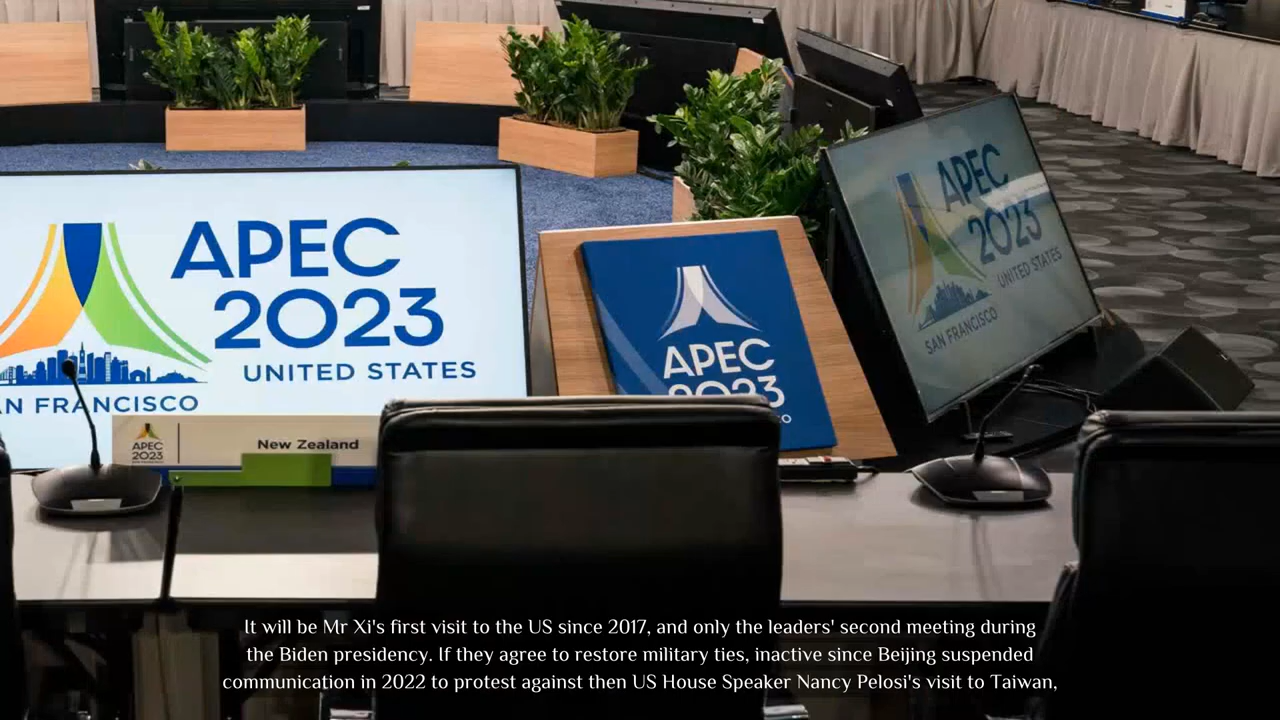 APEC
2023
UNITED STATES
AN FRANCISCO
APEC
2023
APEC
2023
UNITED STATES
SAN FRANCISCO
APEC
2023
New Zealand
It will be Mr Xi's first visit to the US since 2017, and only the leaders' second meeting during
the Biden presidency. If they agree to restore military ties, inactive since Beijing suspended
communication in 2022 to protest against then US House Speaker Nancy Pelosi's visit to Taiwan,